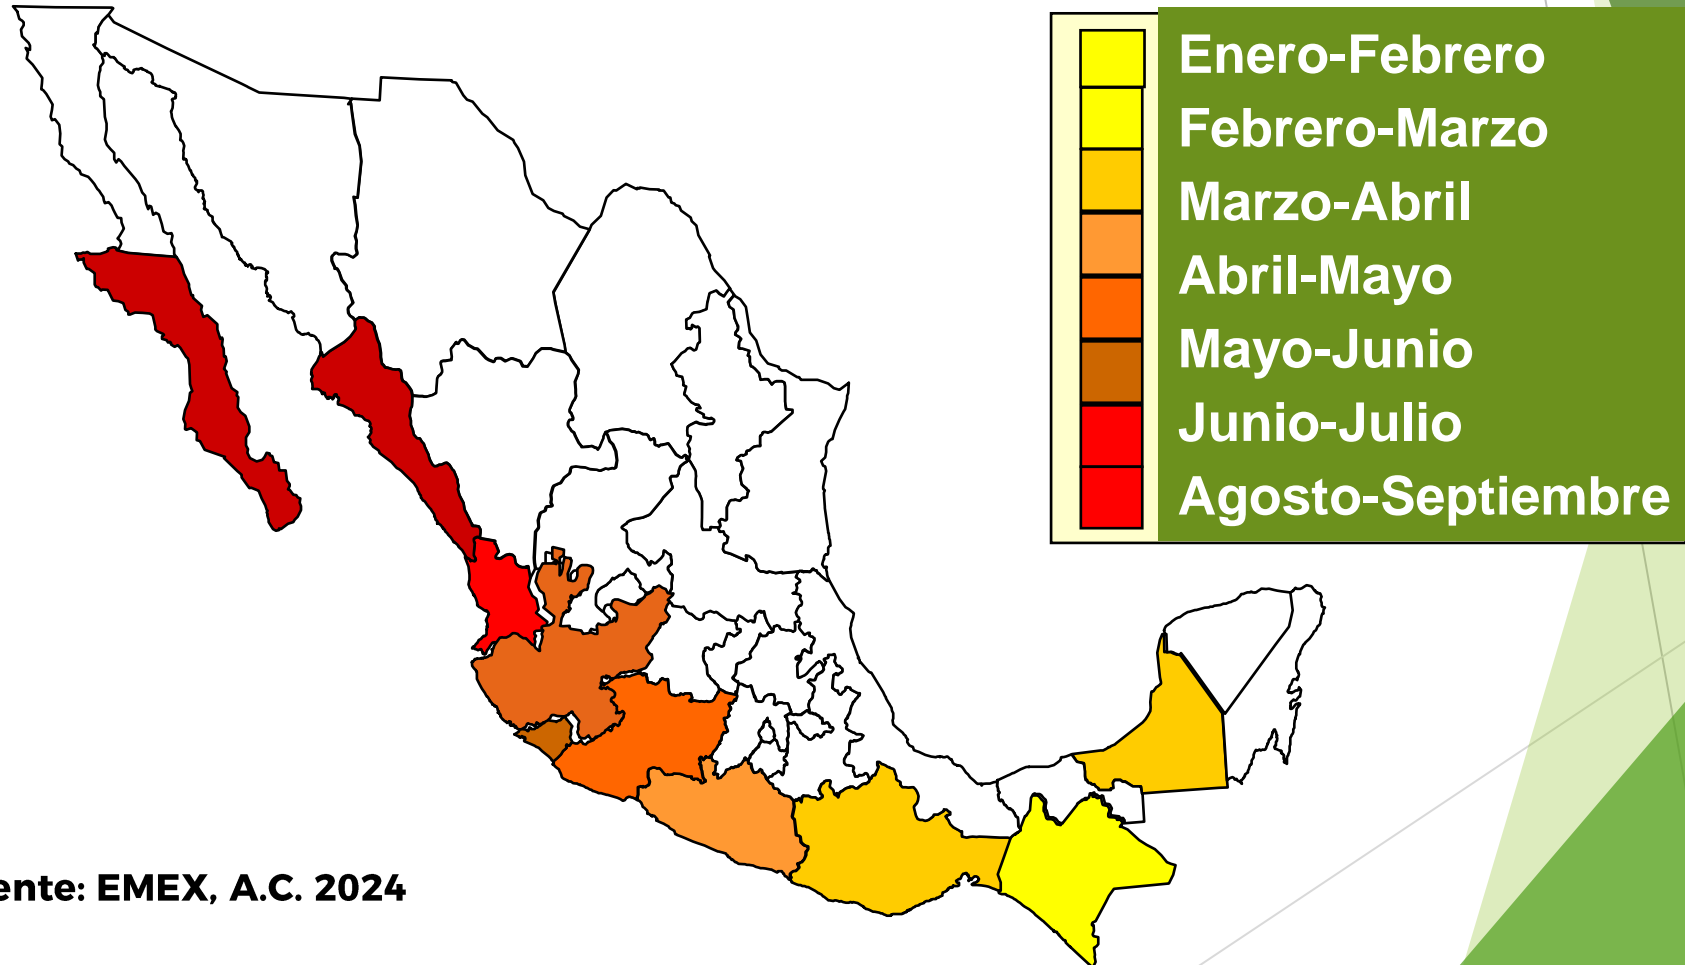 Enero-Febrero
Febrero-Marzo
Marzo-Abril
Abril-Mayo
Mayo-Junio
Junio-Julio
Agosto-Septiembre
ente: EMEX, A.C. 2024